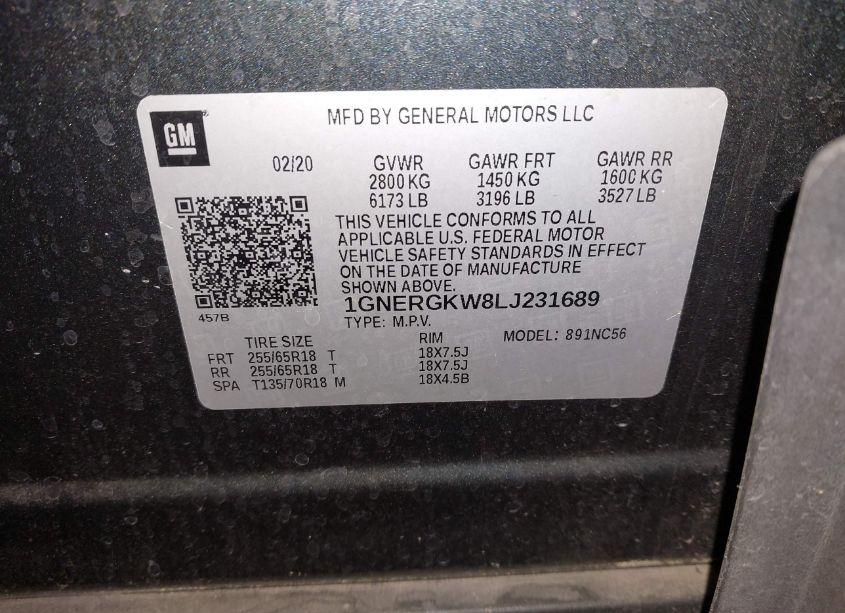 GM
MFD BY GENERAL MOTORS LLC
02/20 GVWR GAWR FRT GAWR RR
2800 KG 1450 KG 1600 KG
6173 LB 3196 LB 3527 LB
THIS VEHICLE CONFORMS TO ALL
APPLICABLE U.S. FEDERAL MOTOR
VEHICLE SAFETY STANDARDS IN EFFECT
ON THE DATE OF MANUFACTURE
SHOWN ABOVE.
1GNERGKW8LJ231689
457B
TYPE: M.P.V. MODEL: 891NC56
TIRE SIZE RIM
FRT 255/65R18 T 18X7.5J
RR 255/65R18 T 18X7.5J
SPA T135/70R18 M 18X4.5B